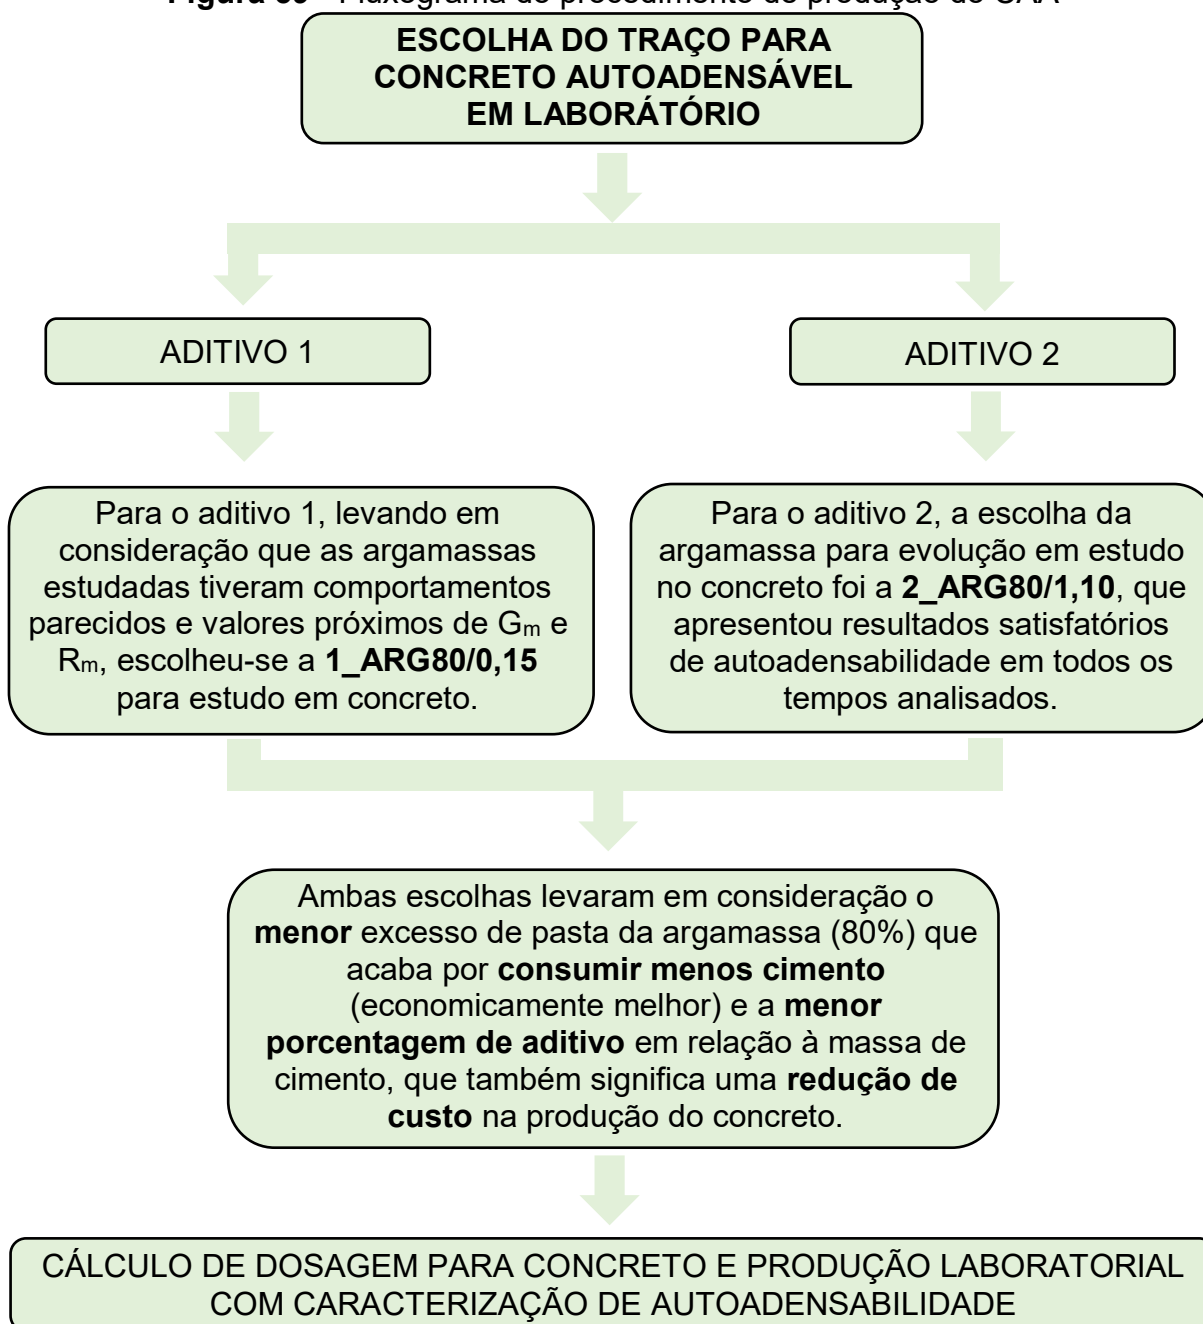 ESCOLHA DO TRAÇO PARA
CONCRETO AUTOADENSÁVEL
EM LABORÁTÓRIO
ADITIVO 1
ADITIVO 2
Para o aditivo 1, levando em
consideração que as argamassas
estudadas tiveram comportamentos
parecidos e valores próximos de Gm e
Rm, escolheu-se a 1_ARG80/0,15
para estudo em concreto.
Para o aditivo 2, a escolha da
argamassa para evolução em estudo
no concreto foi a 2_ARG80/1,10, que
apresentou resultados satisfatórios
de autoadensabilidade em todos os
tempos analisados.
Ambas escolhas levaram em consideração o
menor excesso de pasta da argamassa (80%) que
acaba por consumir menos cimento
(economicamente melhor) e a menor
porcentagem de aditivo em relação à massa de
cimento, que também significa uma redução de
custo na produção do concreto.
CÁLCULO DE DOSAGEM PARA CONCRETO E PRODUÇÃO LABORATORIAL
COM CARACTERIZAÇÃO DE AUTOADENSABILIDADE